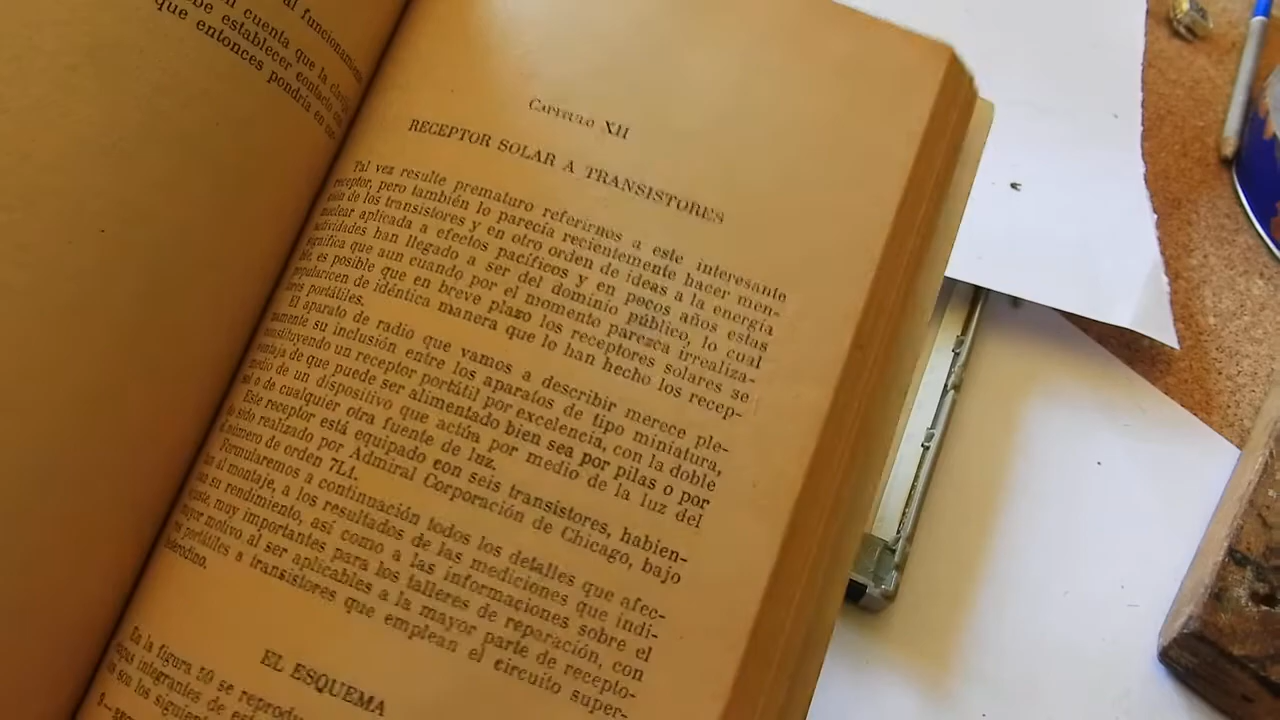 al funcionamiento
cuenta que la clavija
be establecer contacto con
que entonces pondría en
CAPITULO XII
RECEPTOR SOLAR A TRANSISTORES
Tal vez resulte prematuro referirnos a este interesante
receptor, pero también lo parecía recientemente hacer men-
ción de los transistores y en otro orden de ideas a la energía
nuclear aplicada a efectos pacíficos y en pocos años estas
actividades han llegado a ser del dominio público, lo cual
significa que aun cuando por el momento parezca irrealiza-
ble, es posible que en breve plazo los receptores solares se
popularicen de idéntica manera que lo han hecho los recep-
tores portátiles.
El aparato de radio que vamos a describir merece ple-
namente su inclusión entre los aparatos de tipo miniatura,
constituyendo un receptor portátil por excelencia, con la doble
ventaja de que puede ser alimentado bien sea por pilas o por
medio de un dispositivo que actúa por medio de la luz del
sol o de cualquier otra fuente de luz.
Este receptor está equipado con seis transistores, habien-
do sido realizado por Admiral Corporación de Chicago, bajo
el número de orden 7L1.
Formularemos a continuación todos los detalles que afec-
tan al montaje, a los resultados de las mediciones que indi-
can su rendimiento, así como a las informaciones sobre el
ajuste, muy importantes para los talleres de reparación, con
mayor motivo al ser aplicables a la mayor parte de recepto-
res portátiles a transistores que emplean el circuito super-
heterodino.
EL ESQUEMA
En la figura 50 se reprodu
integrantes de es
son los siguient